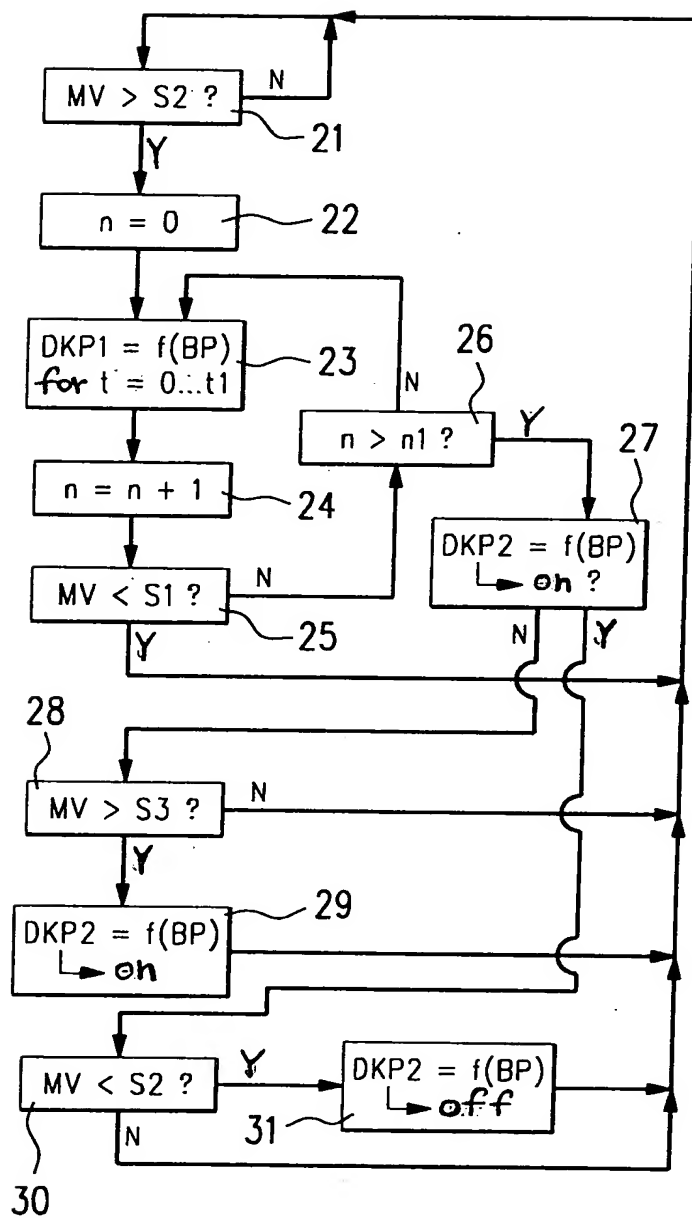 MV > S2 ?
N
21
Y
n = 0
22
DKP1 = f(BP)
for t = 0...t1
23
N
26
n > n1 ?
Y
27
n = n + 1
24
DKP2 = f(BP)
on ?
MV < S1 ?
N
25
Y
N
Y
28
MV > S3 ?
N
Y
29
DKP2 = f(BP)
on
MV < S2 ?
Y
DKP2 = f(BP)
off
31
N
30